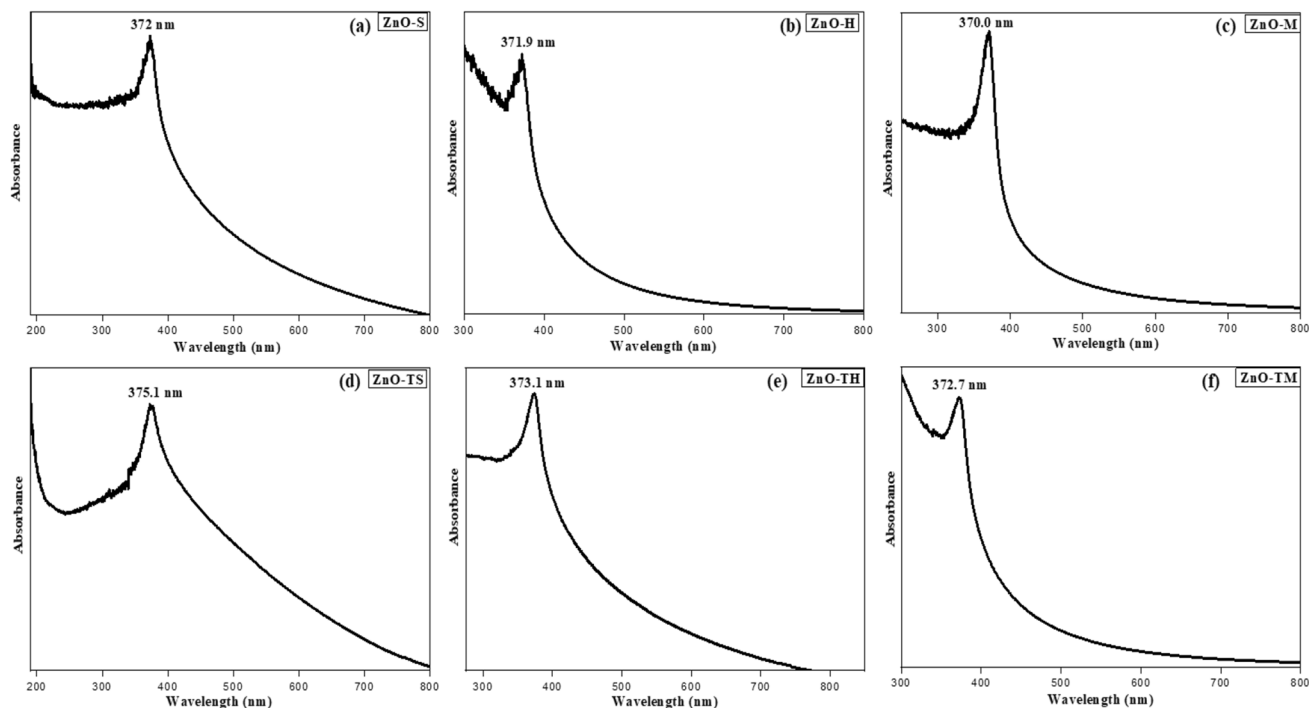 (a) ZnO-S
372 nm
Absorbance
200 300 400 500 600 700 800
Wavelength (nm)
(b) ZnO-H
371.9 nm
Absorbance
300 400 500 600 700 800
Wavelength (nm)
(c) ZnO-M
370.0 nm
Absorbance
300 400 500 600 700 800
Wavelength (nm)
(d) ZnO-TS
375.1 nm
Absorbance
200 300 400 500 600 700 800
Wavelength (nm)
(e) ZnO-TH
373.1 nm
Absorbance
300 400 500 600 700 800
Wavelength (nm)
(f) ZnO-TM
372.7 nm
Absorbance
300 400 500 600 700 800
Wavelength (nm)